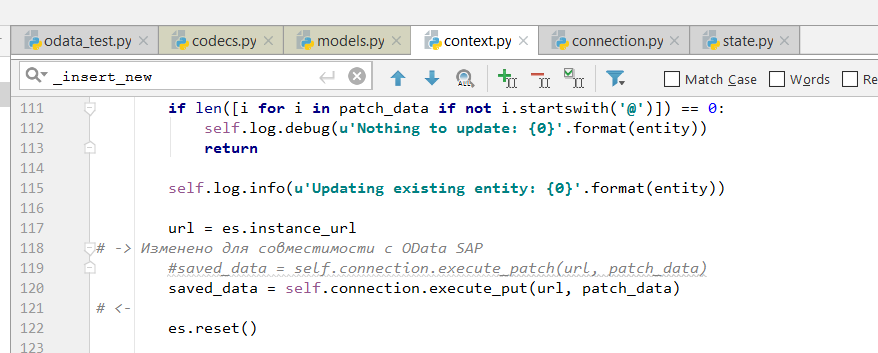 odata_test.py codecs.py models.py context.py connection.py state.py
_insert_new Match Case Words Re
111 if len([i for i in patch_data if not i.startswith('@')]) == 0:
112 self.log.debug(u'Nothing to update: {0}'.format(entity))
113 return
114
115 self.log.info(u'Updating existing entity: {0}'.format(entity))
116
117 url = es.instance_url
118 # -> Изменено для совместимости с OData SAP
119 #saved_data = self.connection.execute_patch(url, patch_data)
120 saved_data = self.connection.execute_put(url, patch_data)
121 # <-
122 es.reset()
123